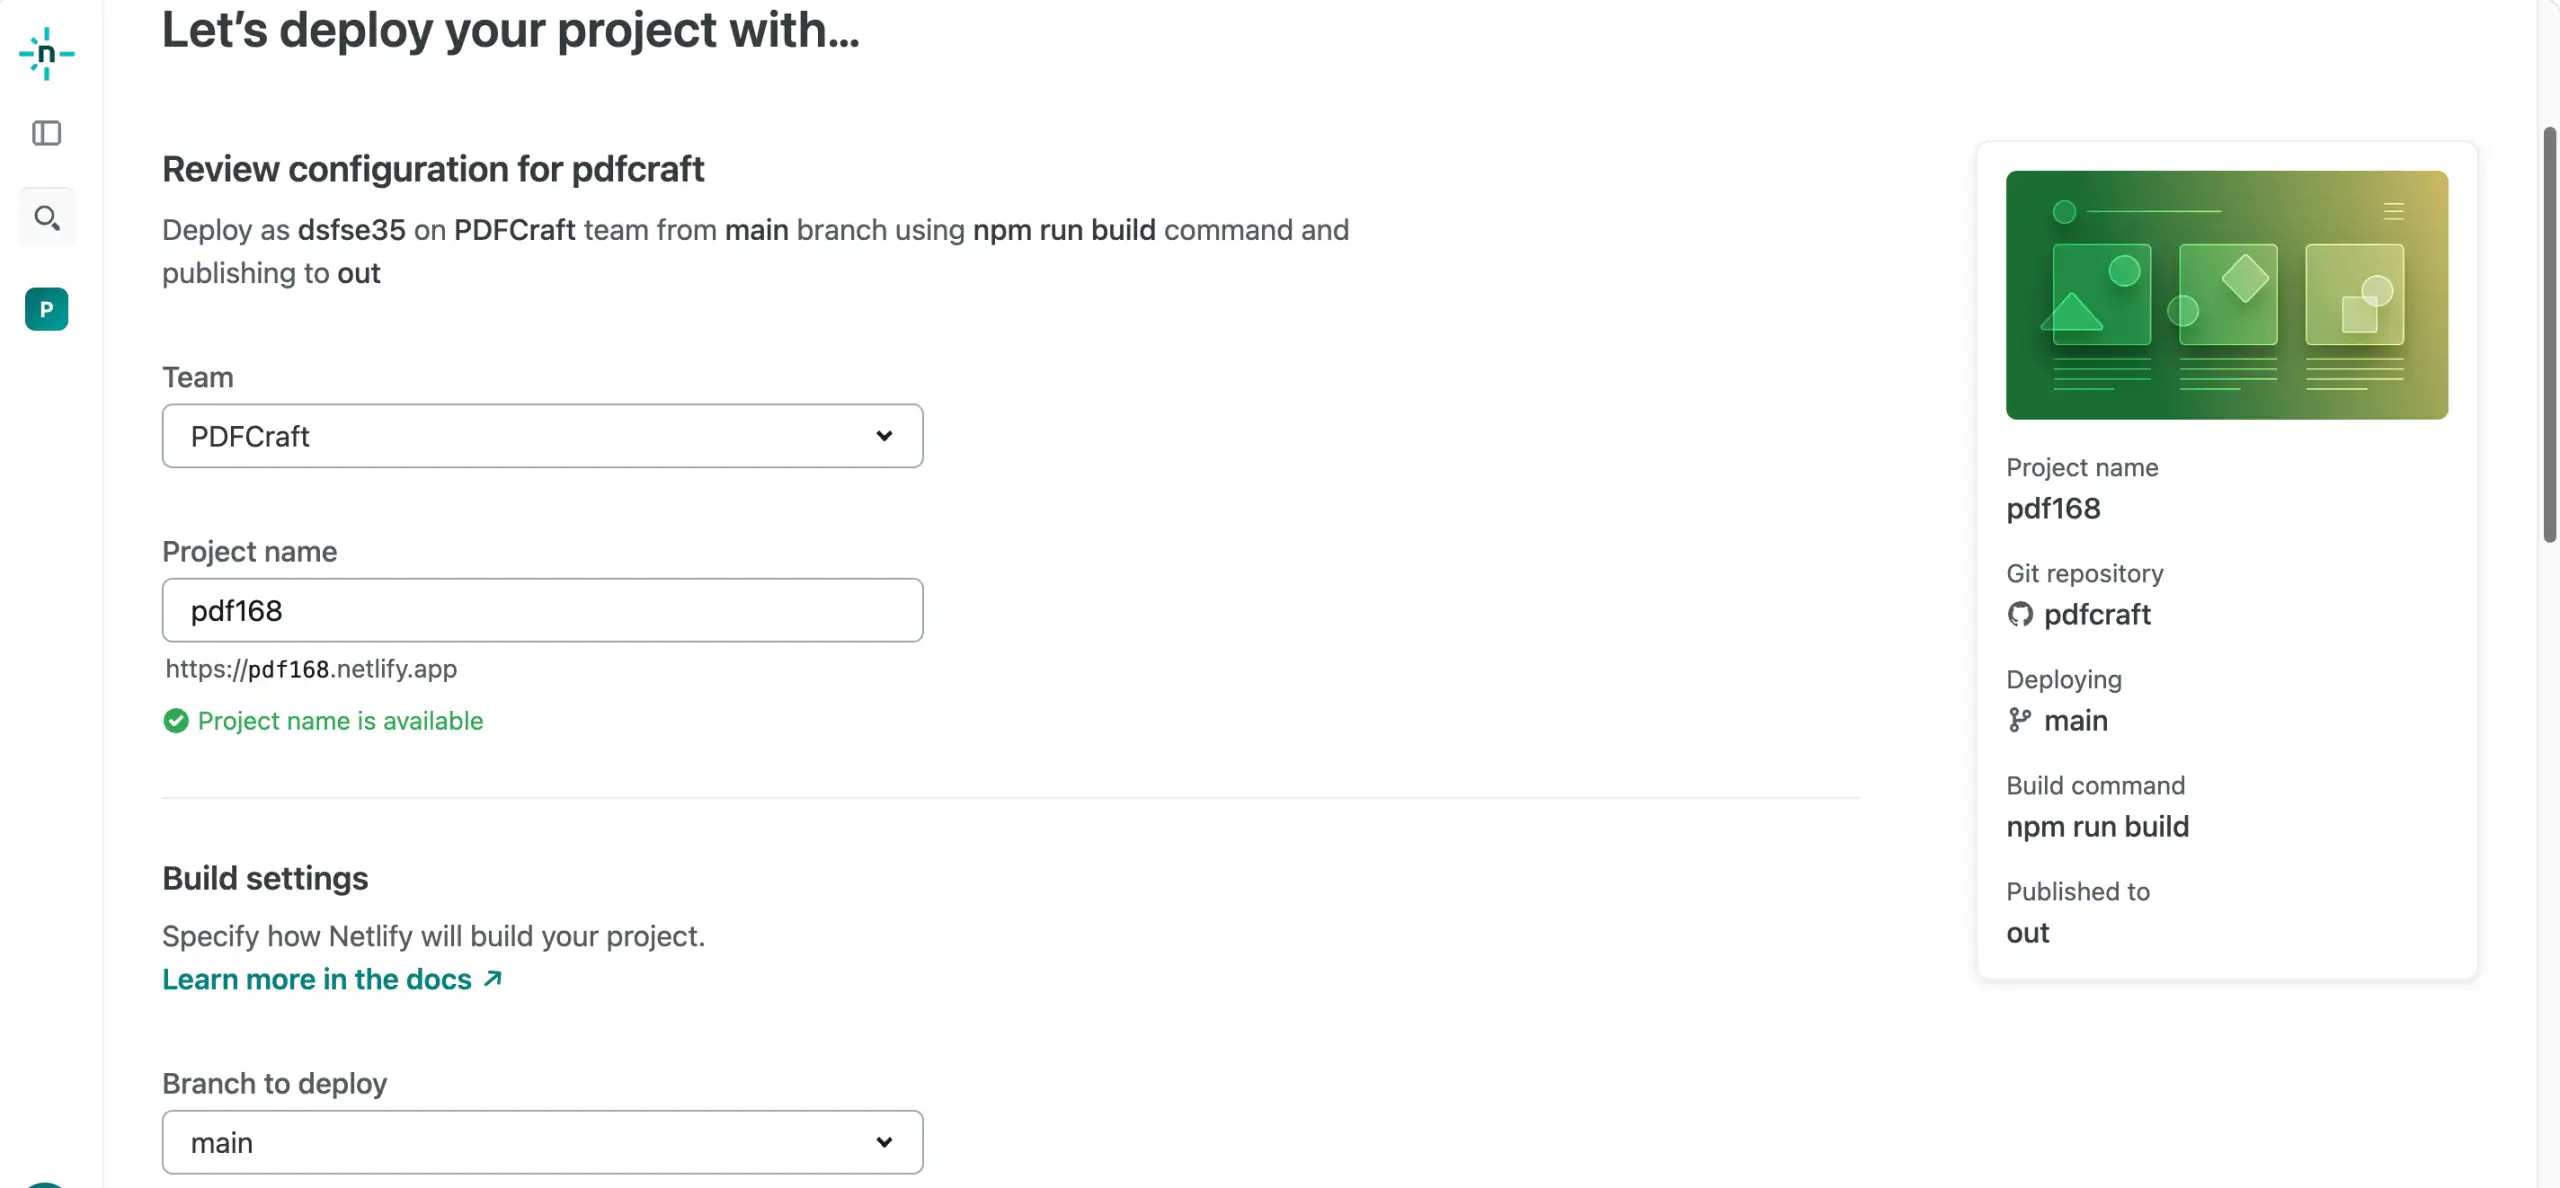 n
P
Let’s deploy your project with…
Review configuration for pdfcraft
Deploy as dsfse35 on PDFCraft team from main branch using npm run build command and
publishing to out
Team
PDFCraft
Project name
pdf168
https://pdf168.netlify.app
Project name is available
Build settings
Specify how Netlify will build your project.
Learn more in the docs ↗
Branch to deploy
main
Project name
pdf168
Git repository
pdfcraft
Deploying
main
Build command
npm run build
Published to
out